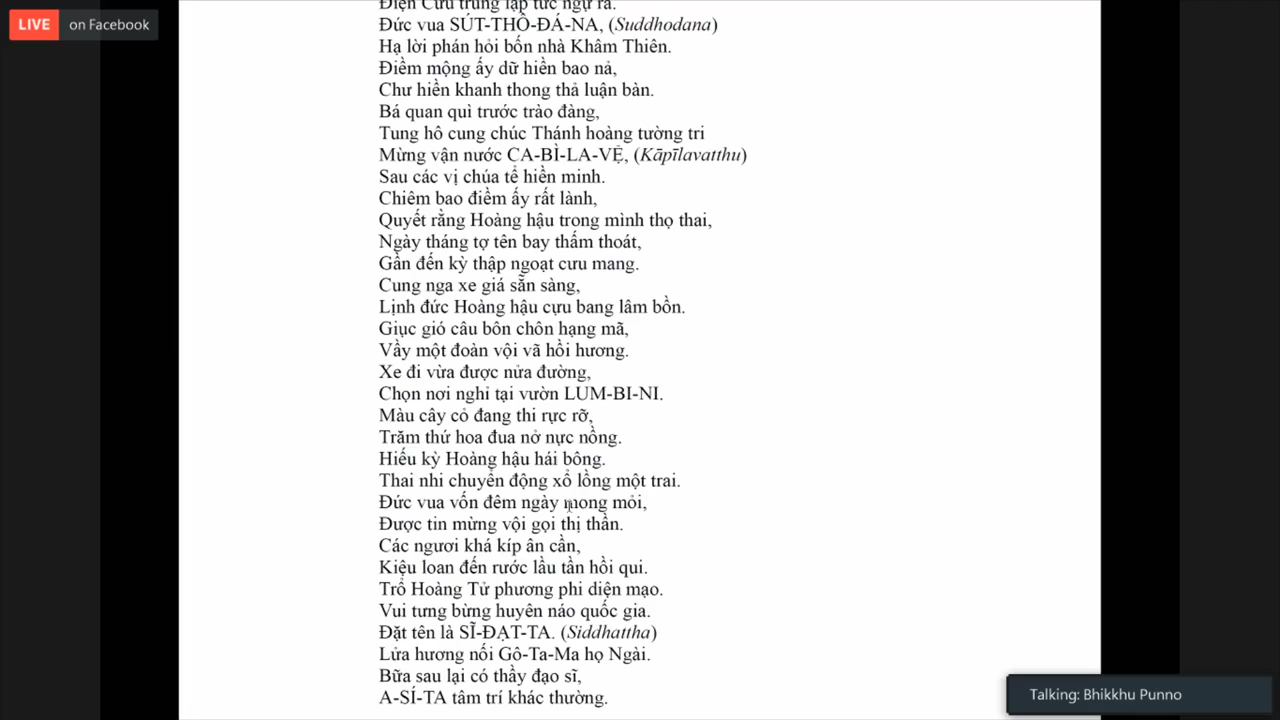 LIVE on Facebook
Điện Cửu trùng lập tức ngự ra.
Đức vua SÚT-THÔ-ĐÁ-NA, (Suddhodana)
Hạ lời phán hỏi bốn nhà Khâm Thiên.
Điềm mộng ấy dữ hiền bao nả,
Chư hiền khanh thong thả luận bàn.
Bá quan quì trước trào đàng,
Tung hô cung chúc Thánh hoàng tường tri
Mừng vận nước CA-BÌ-LA-VỆ, (Kāpīlavatthu)
Sau các vị chúa tể hiền minh.
Chiêm bao điềm ấy rất lành,
Quyết rằng Hoàng hậu trong mình thọ thai,
Ngày tháng tợ tên bay thấm thoát,
Gần đến kỳ thập ngoạt cưu mang.
Cung nga xe giá sẵn sàng,
Lịnh đức Hoàng hậu cựu bang lâm bồn.
Giục gió câu bôn chôn hạng mã,
Vầy một đoàn vội vã hồi hương.
Xe đi vừa được nửa đường,
Chọn nơi nghỉ tại vườn LUM-BI-NI.
Màu cây cỏ đang thi rực rỡ,
Trăm thứ hoa đua nở nực nồng.
Hiếu kỳ Hoàng hậu hái bông.
Thai nhi chuyển động xổ lồng một trai.
Đức vua vốn đêm ngày mong mỏi,
Được tin mừng vội gọi thị thần.
Các ngươi khá kíp ân cần,
Kiệu loan đến rước lầu tần hồi qui.
Trổ Hoàng Tử phương phi diện mạo.
Vui tưng bừng huyên náo quốc gia.
Đặt tên là SĨ-ĐẠT-TA. (Siddhattha)
Lửa hương nối Gô-Ta-Ma họ Ngài.
Bữa sau lại có thầy đạo sĩ,
A-SÍ-TA tâm trí khác thường.
Talking: Bhikkhu Punno